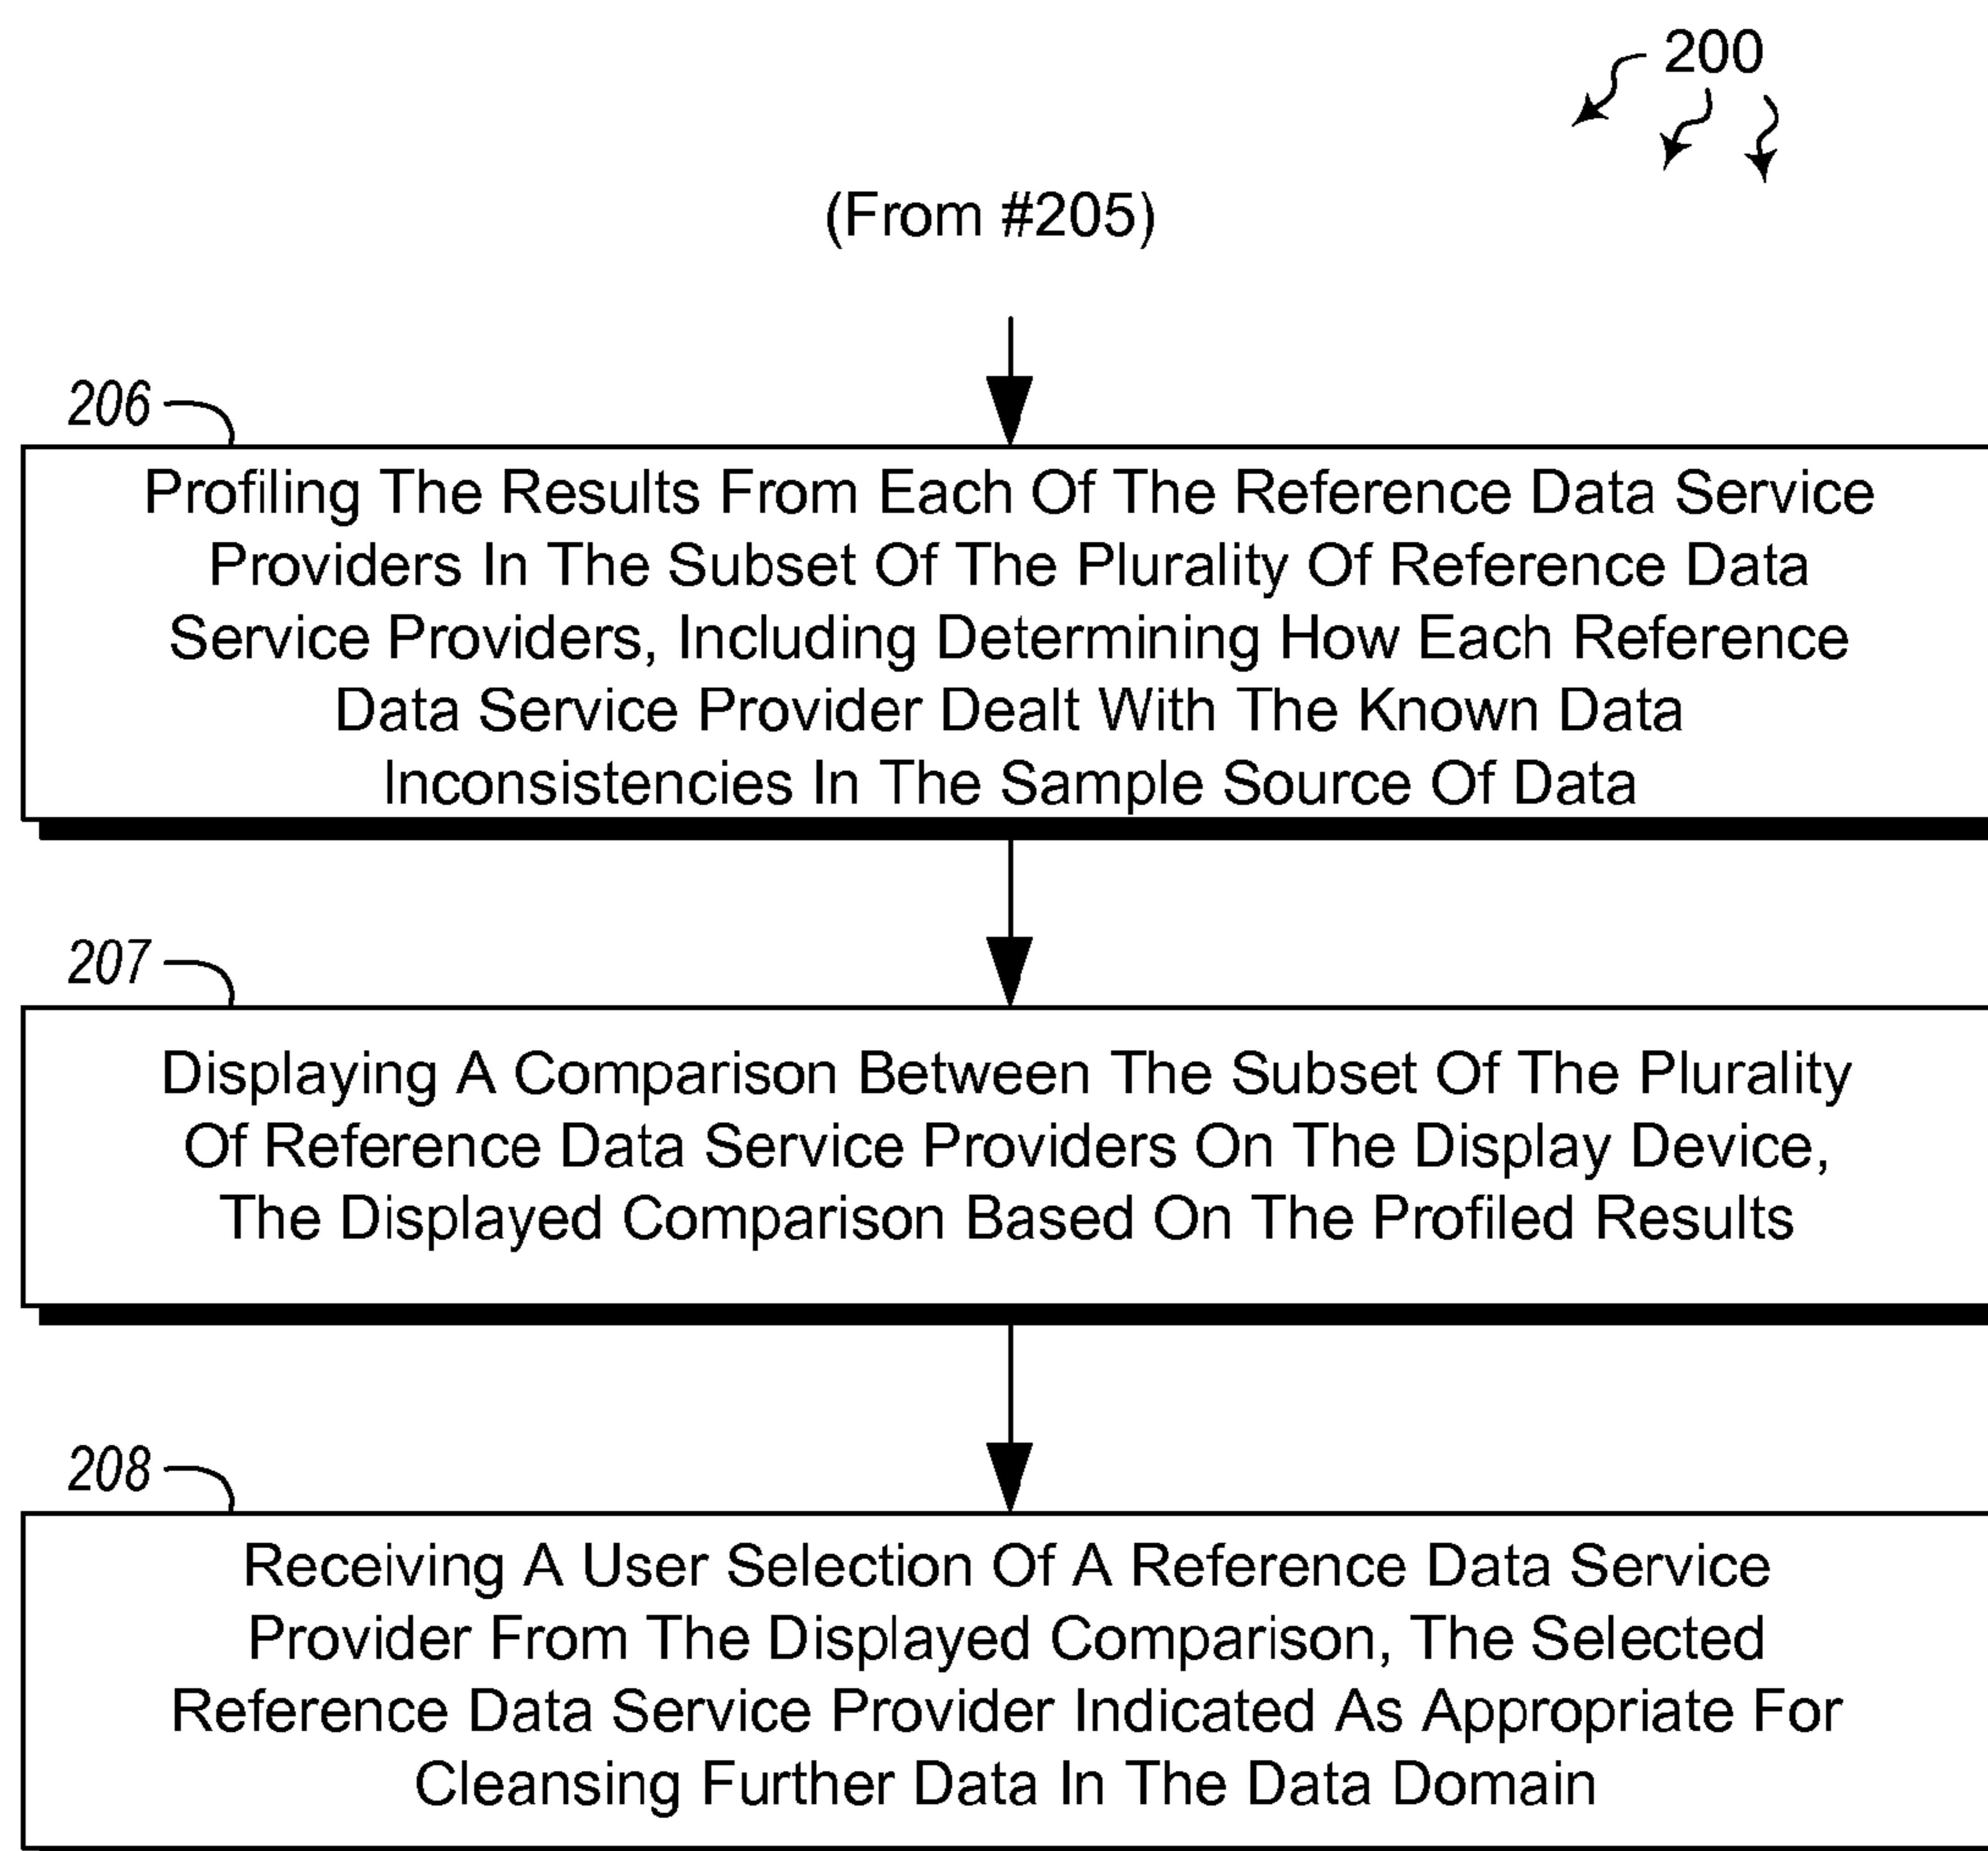 200
(From #205)
206
Profiling The Results From Each Of The Reference Data Service
Providers In The Subset Of The Plurality Of Reference Data
Service Providers, Including Determining How Each Reference
Data Service Provider Dealt With The Known Data
Inconsistencies In The Sample Source Of Data
207
Displaying A Comparison Between The Subset Of The Plurality
Of Reference Data Service Providers On The Display Device,
The Displayed Comparison Based On The Profiled Results
208
Receiving A User Selection Of A Reference Data Service
Provider From The Displayed Comparison, The Selected
Reference Data Service Provider Indicated As Appropriate For
Cleansing Further Data In The Data Domain